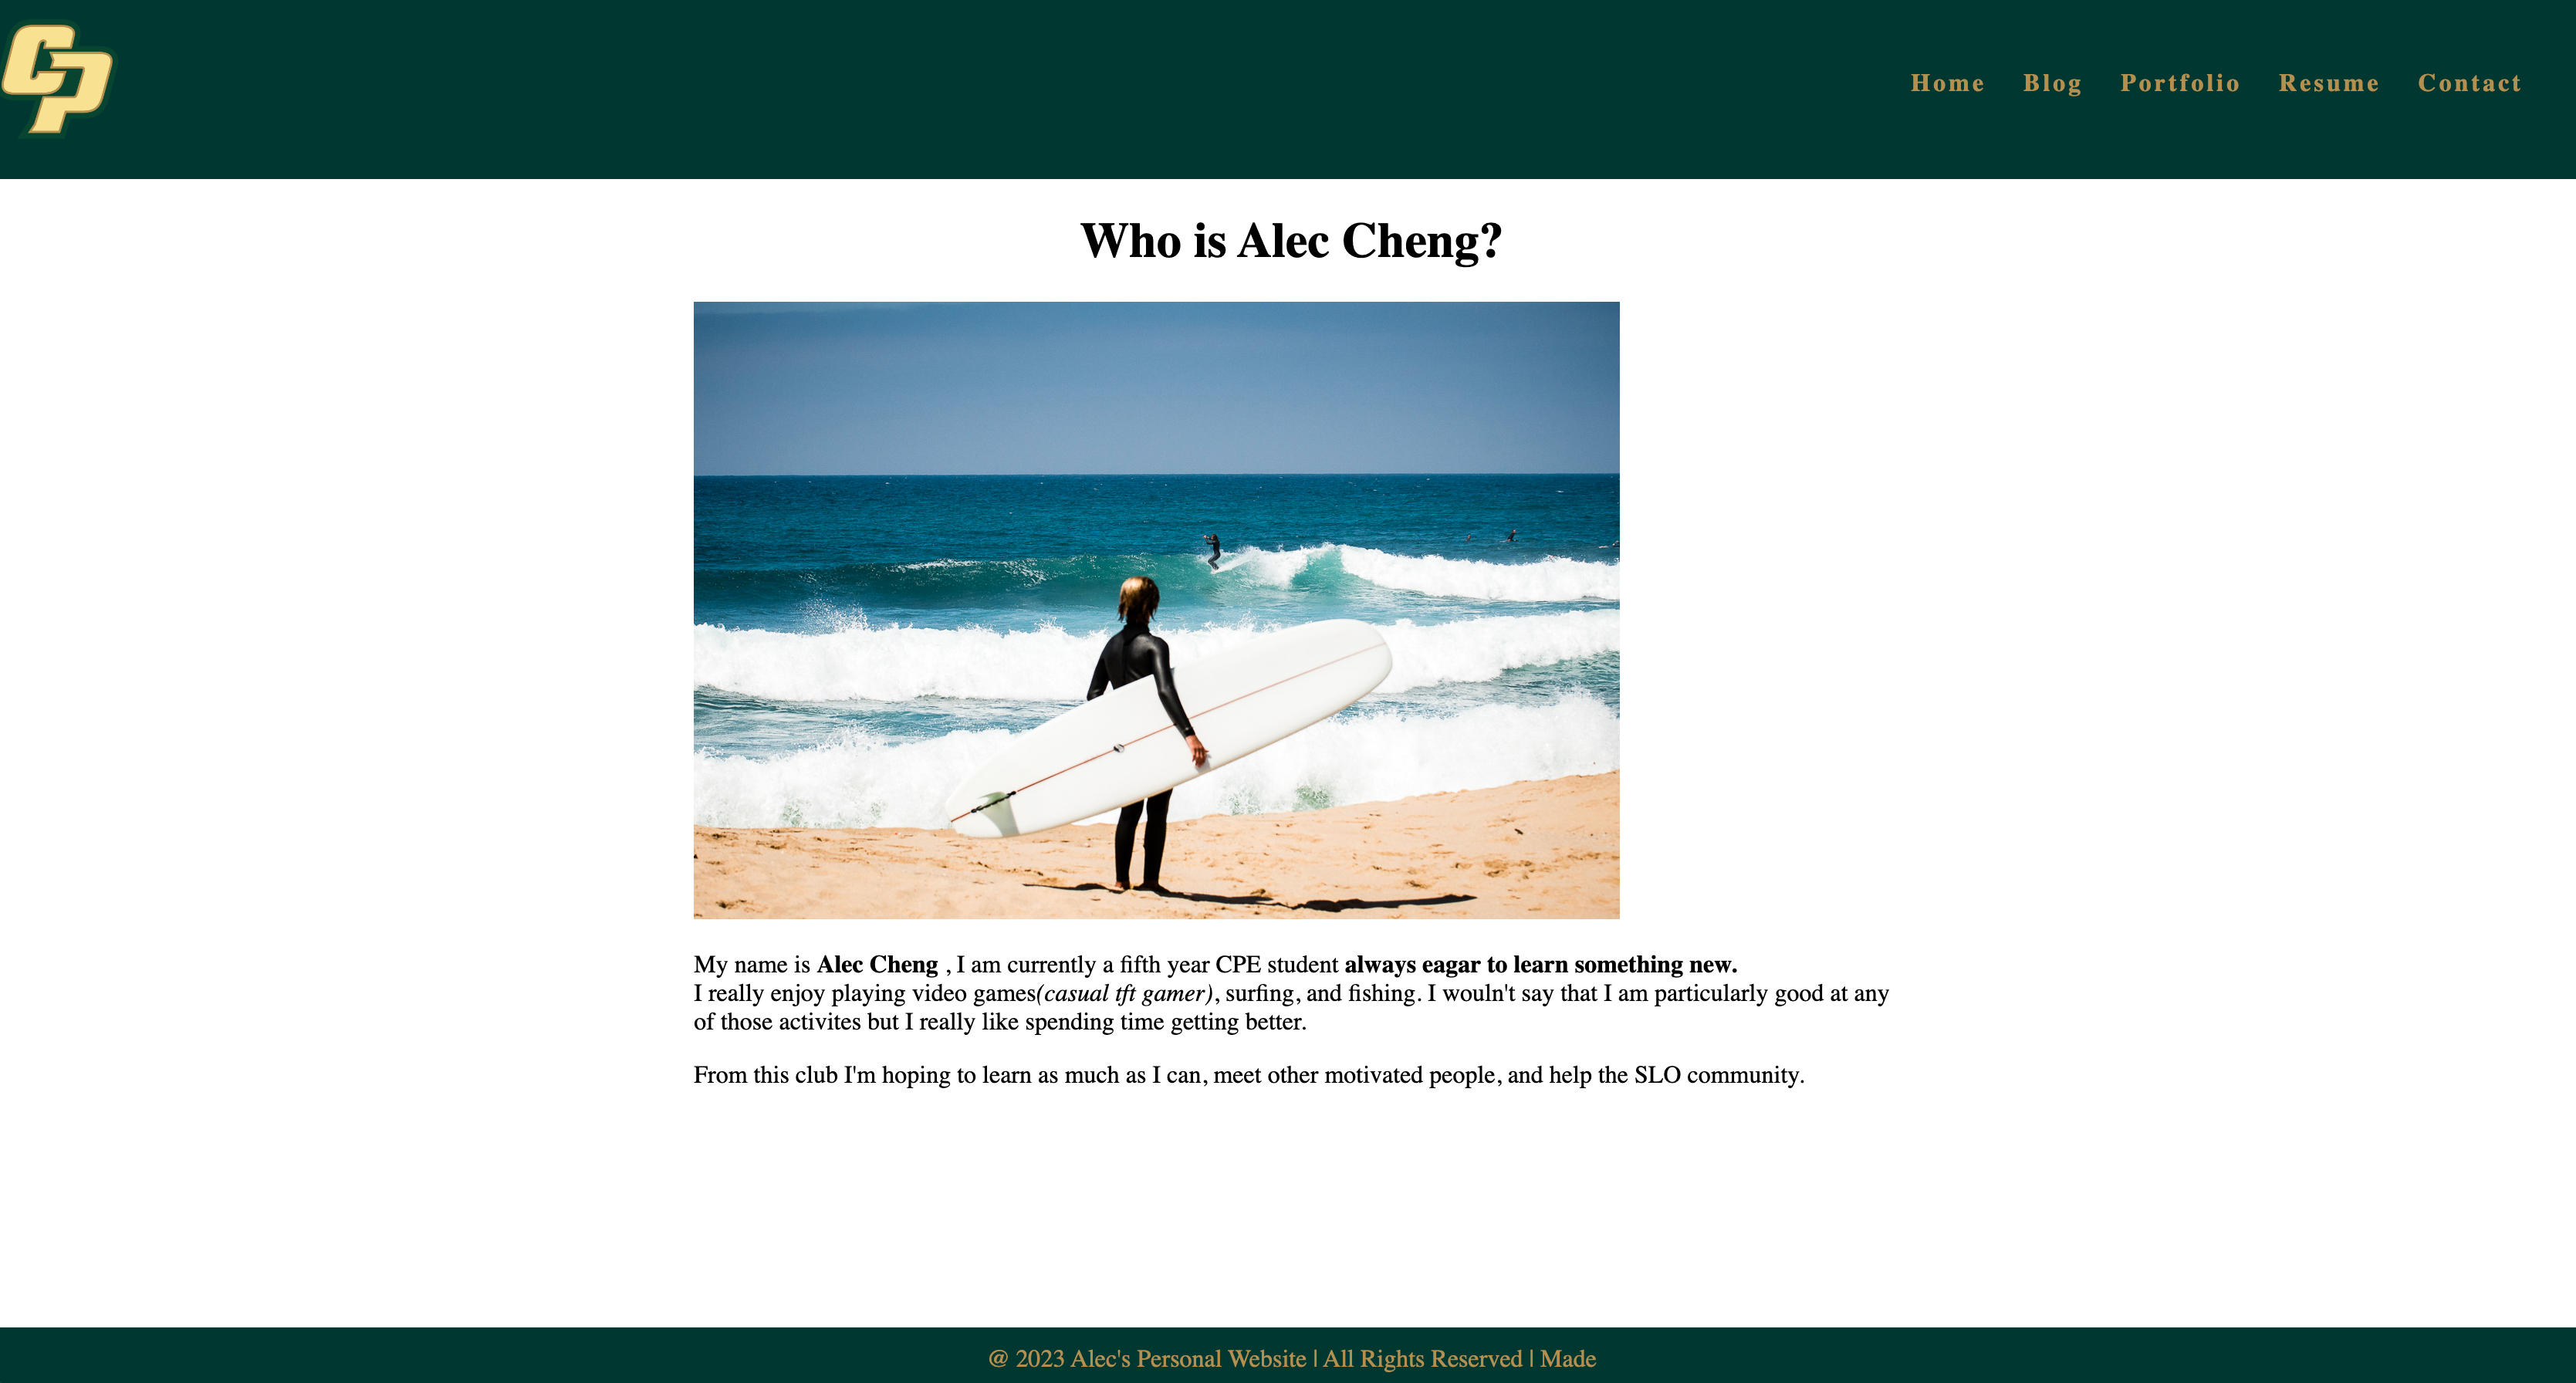 CP
Home Blog Portfolio Resume Contact
Who is Alec Cheng?
My name is Alec Cheng , I am currently a fifth year CPE student always eagar to learn something new.
I really enjoy playing video games(casual tft gamer), surfing, and fishing. I wouln't say that I am particularly good at any
of those activites but I really like spending time getting better.
From this club I'm hoping to learn as much as I can, meet other motivated people, and help the SLO community.
@ 2023 Alec's Personal Website | All Rights Reserved | Made